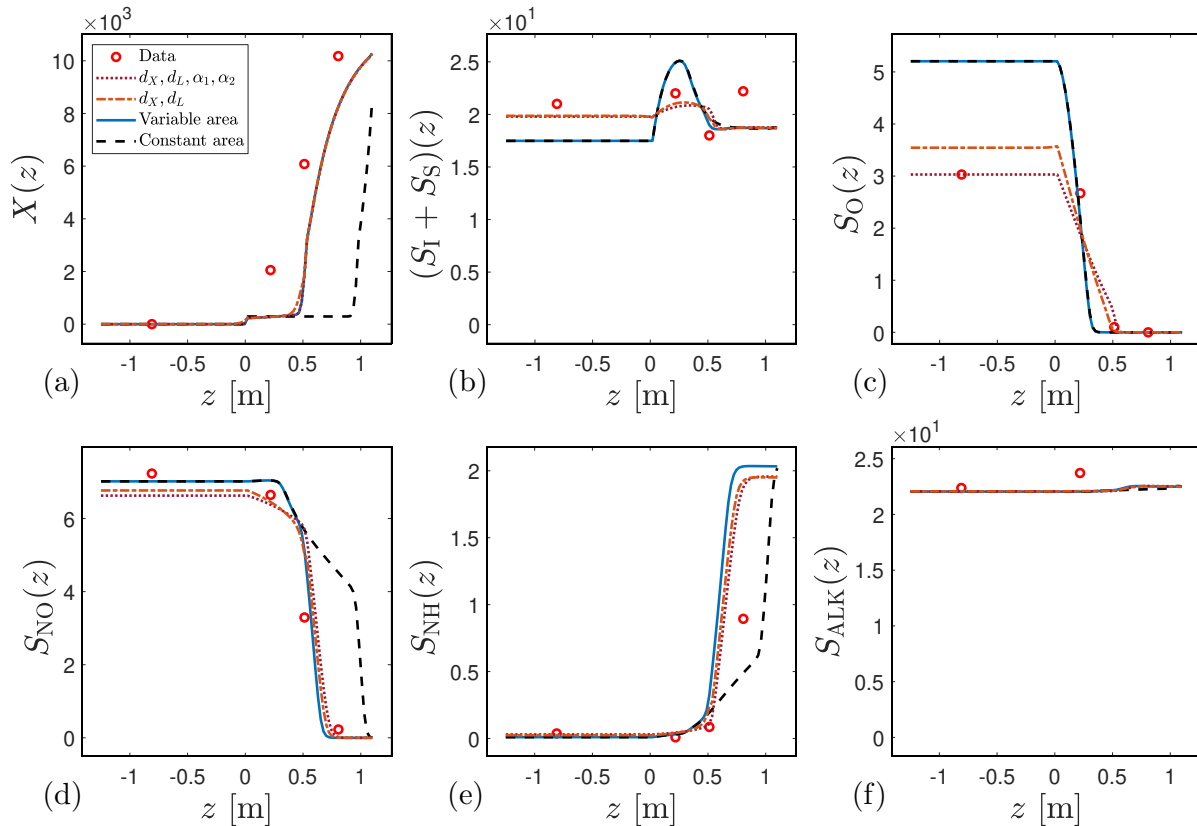 ×10³
10
8
6
4
2
0
X(z)
-1 -0.5 0 0.5 1
(a)
z [m]
Data
d_X, d_L, α₁, α₂
d_X, d_L
Variable area
Constant area
×10¹
2.5
2
1.5
1
0.5
0
(S_I + S_S)(z)
-1 -0.5 0 0.5 1
(b)
z [m]
5
4
3
2
1
0
S_O(z)
-1 -0.5 0 0.5 1
(c)
z [m]
6
4
2
0
S_NO(z)
-1 -0.5 0 0.5 1
(d)
z [m]
2
1.5
1
0.5
0
S_NH(z)
-1 -0.5 0 0.5 1
(e)
z [m]
×10¹
2.5
2
1.5
1
0.5
0
S_ALK(z)
-1 -0.5 0 0.5 1
(f)
z [m]